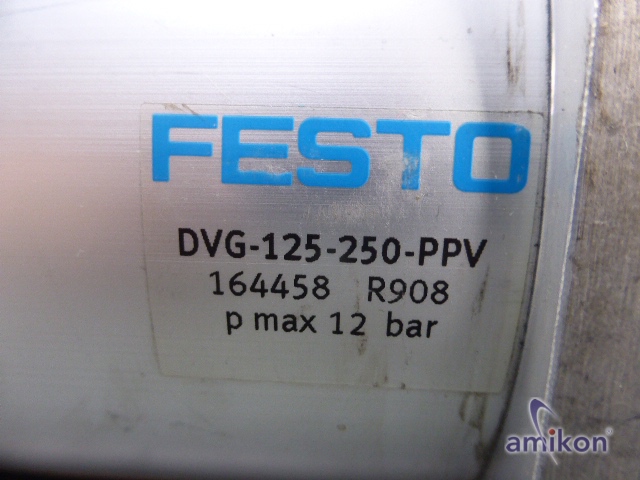 FESTO
DVG-125-250-PPV
164458 R908
p max 12 bar
amikon